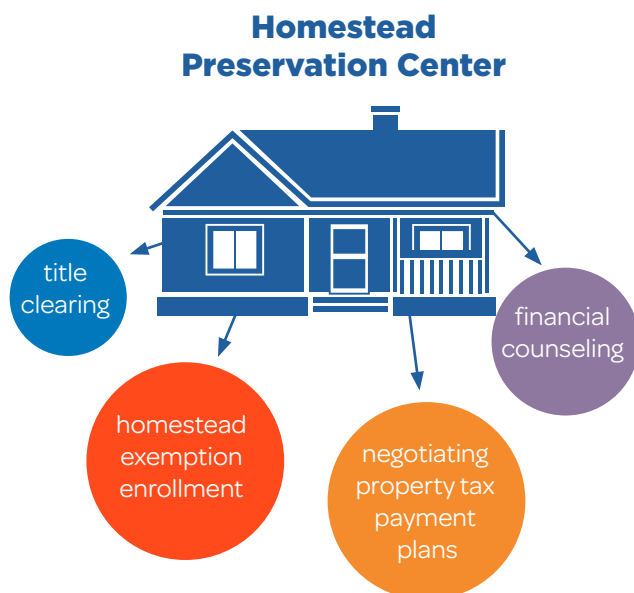 Homestead
Preservation Center
title
clearing
financial
counseling
homestead
exemption
enrollment
negotiating
property tax
payment
plans